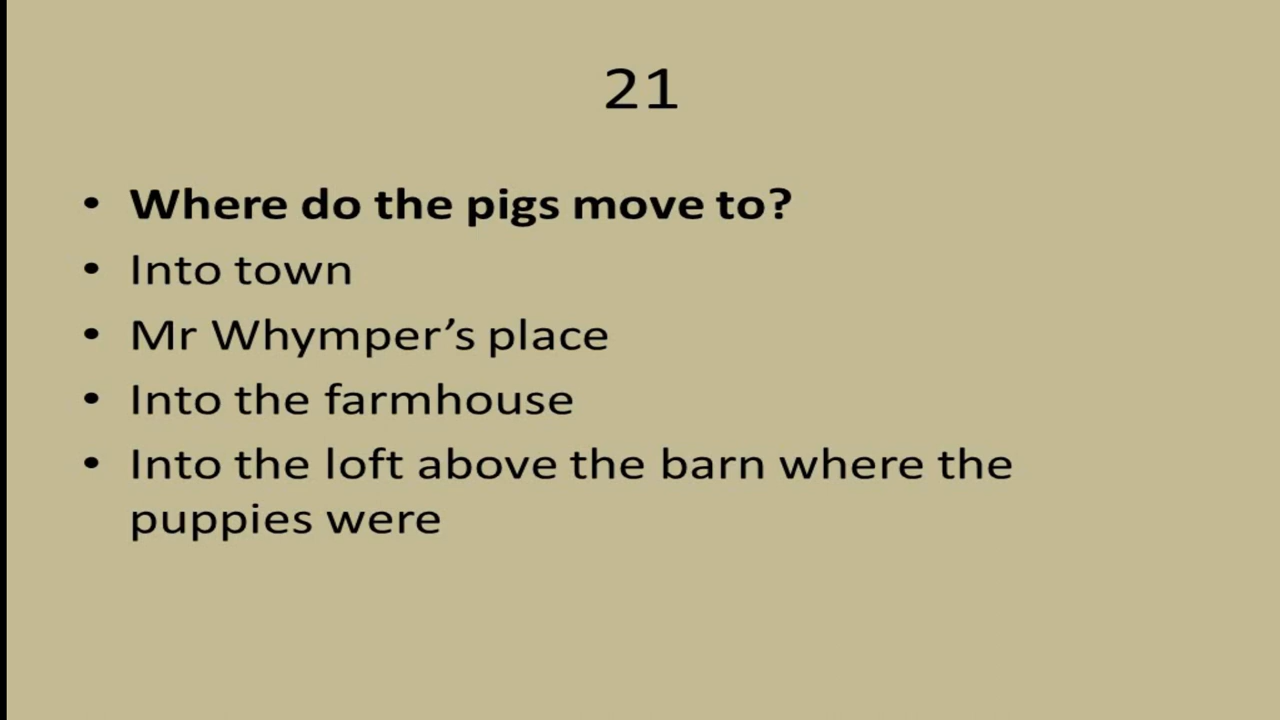 21
• Where do the pigs move to?
• Into town
• Mr Whymper’s place
• Into the farmhouse
• Into the loft above the barn where the
puppies were